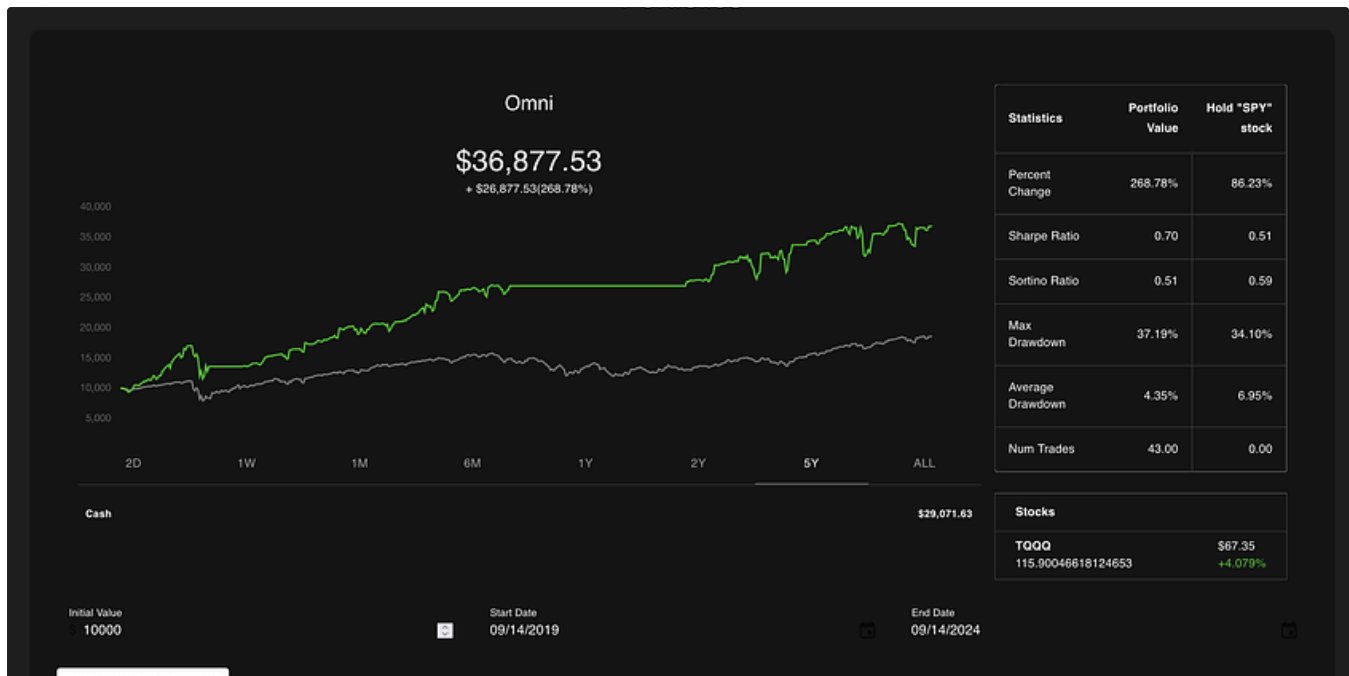 Omni
$36,877.53
+ $26,877.53(268.78%)
40,000
35,000
30,000
25,000
20,000
15,000
10,000
5,000
2D 1W 1M 6M 1Y 2Y 5Y ALL
Cash $29,071.63
Statistics Portfolio Value Hold "SPY" stock
Percent Change 268.78% 86.23%
Sharpe Ratio 0.70 0.51
Sortino Ratio 0.51 0.59
Max Drawdown 37.19% 34.10%
Average Drawdown 4.35% 6.95%
Num Trades 43.00 0.00
Stocks
TQQQ $67.35
115.90046618124653 +4.079%
Initial Value Start Date End Date
$ 10000 09/14/2019 09/14/2024